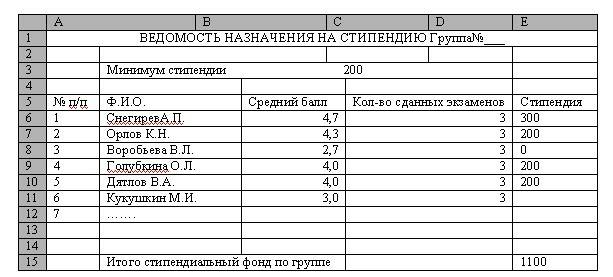 A B C D E
1 ВЕДОМОСТЬ НАЗНАЧЕНИЯ НА СТИПЕНДИЮ Группа№___
2
3 Минимум стипендии 200
4
5 № п/п Ф.И.О. Средний балл Кол-во сданных экзаменов Стипендия
6 1 СнегиревА.П. 4,7 3 300
7 2 Орлов К.Н. 4,3 3 200
8 3 Воробьева В.Л. 2,7 3 0
9 4 Голубкина О.Л. 4,0 3 200
10 5 Дятлов В.А. 4,0 3 200
11 6 Кукушкин М.И. 3,0 3
12 7 …….
13
14
15 Итого стипендиальный фонд по группе 1100